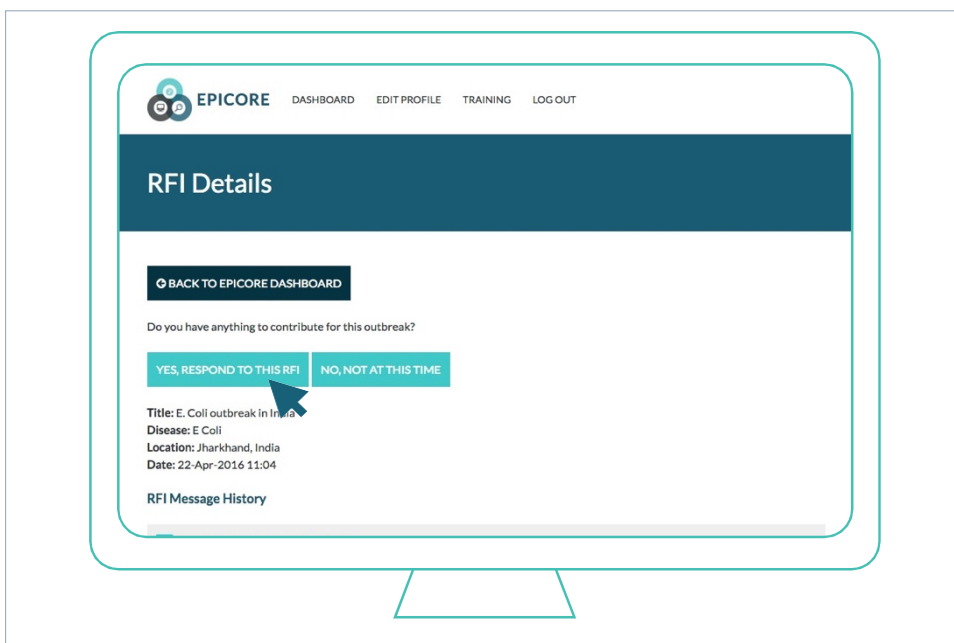 EPICORE DASHBOARD EDIT PROFILE TRAINING LOG OUT
RFI Details
BACK TO EPICORE DASHBOARD
Do you have anything to contribute for this outbreak?
YES, RESPOND TO THIS RFI NO, NOT AT THIS TIME
Title: E. Coli outbreak in India
Disease: E Coli
Location: Jharkhand, India
Date: 22-Apr-2016 11:04
RFI Message History